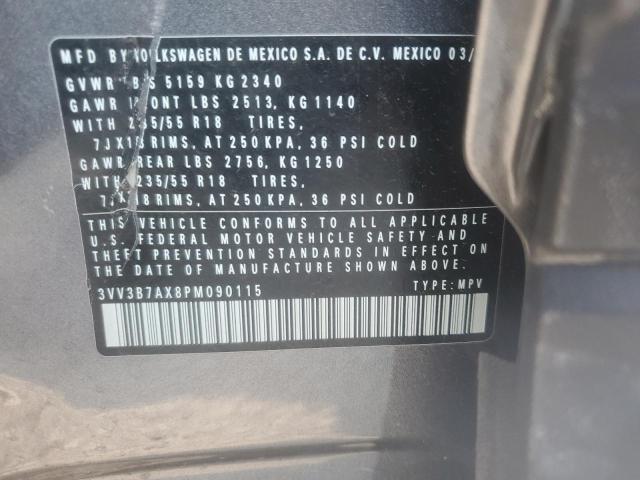 MFD BY VOLKSWAGEN DE MEXICO S.A. DE C.V. MEXICO 03/
GVWR LBS 5159 KG 2340
GAWR FRONT LBS 2513, KG 1140
WITH 235/55 R18 TIRES,
7JX18 RIMS, AT 250 KPA, 36 PSI COLD
GAWR REAR LBS 2756, KG 1250
WITH 235/55 R18 TIRES,
7JX18 RIMS, AT 250 KPA, 36 PSI COLD
THIS VEHICLE CONFORMS TO ALL APPLICABLE
U.S. FEDERAL MOTOR VEHICLE SAFETY AND
THEFT PREVENTION STANDARDS IN EFFECT ON
THE DATE OF MANUFACTURE SHOWN ABOVE.
3VV3B7AX8PM090115 TYPE: MPV